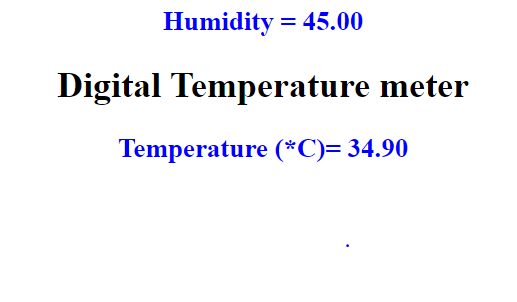 Humidity = 45.00
Digital Temperature meter
Temperature (*C)= 34.90
.